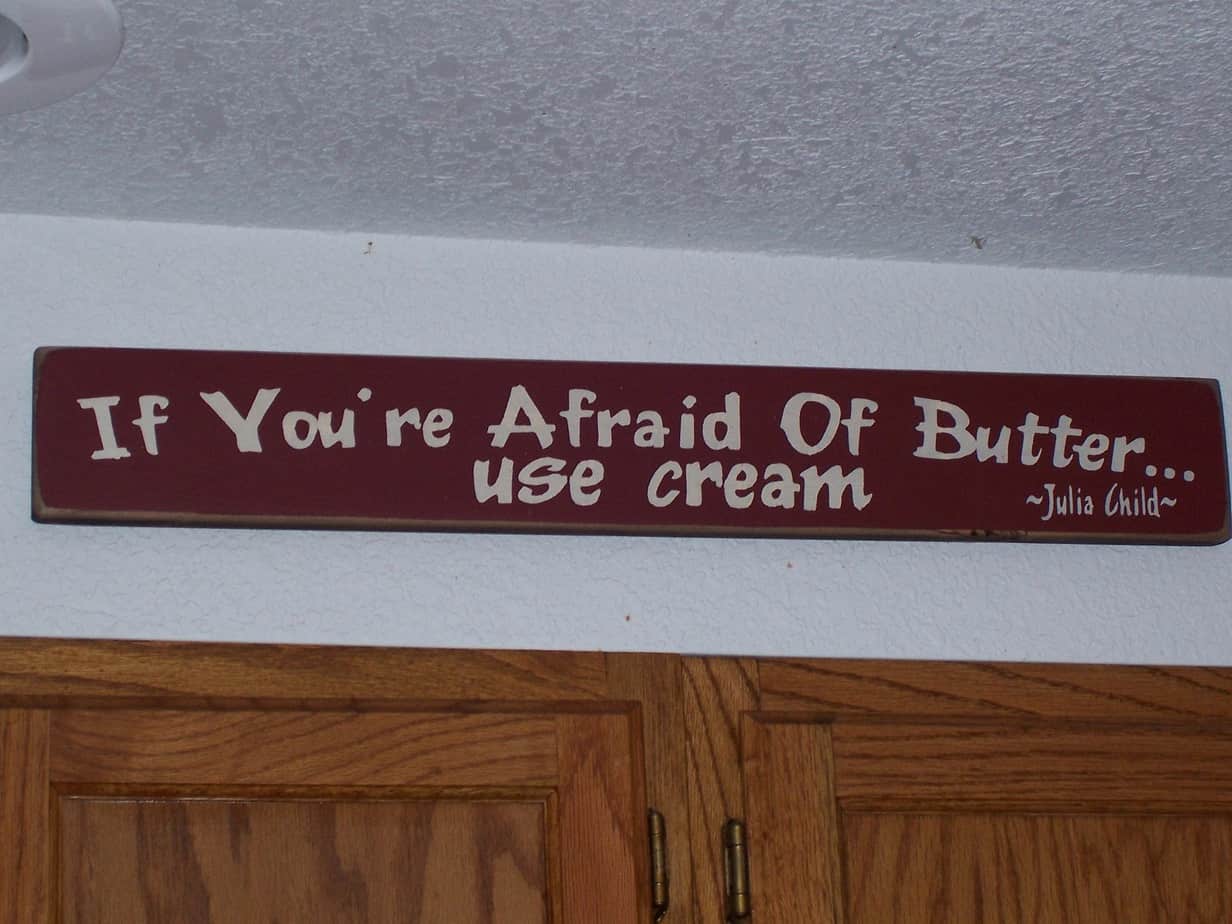 If You're Afraid Of Butter...
use cream
~Julia Child~